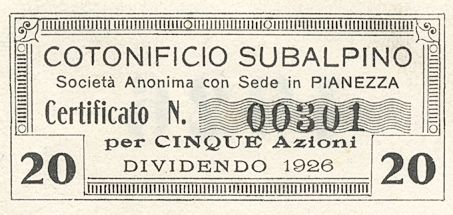 COTONIFICIO SUBALPINO
Società Anonima con Sede in PIANEZZA
Certificato N. 00301
per CINQUE Azioni
20 DIVIDENDO 1926 20